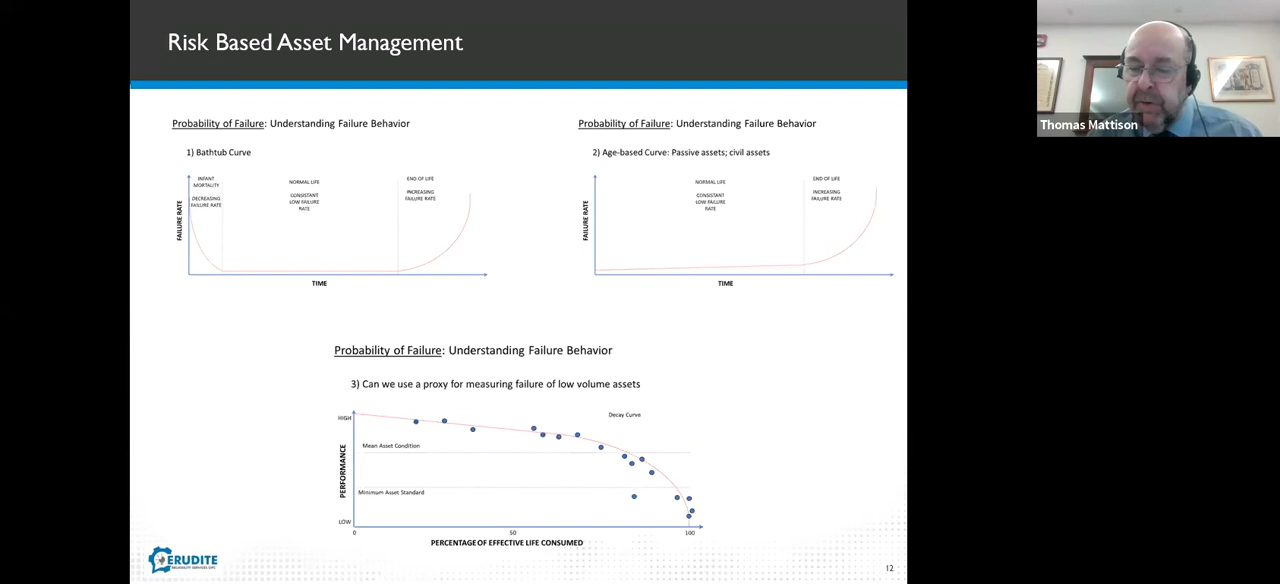 Risk Based Asset Management
Thomas Mattison
Probability of Failure: Understanding Failure Behavior
1) Bathtub Curve
INFANT
MORTALITY
DECREASING
FAILURE RATE
NORMAL LIFE
CONSISTANT
LOW FAILURE
RATE
END OF LIFE
INCREASING
FAILURE RATE
FAILURE RATE
TIME
Probability of Failure: Understanding Failure Behavior
2) Age-based Curve: Passive assets; civil assets
NORMAL LIFE
CONSISTANT
LOW FAILURE
RATE
END OF LIFE
INCREASING
FAILURE RATE
FAILURE RATE
TIME
Probability of Failure: Understanding Failure Behavior
3) Can we use a proxy for measuring failure of low volume assets
HIGH
Decay Curve
Mean Asset Condition
PERFORMANCE
Minimum Asset Standard
LOW
0
50
100
PERCENTAGE OF EFFECTIVE LIFE CONSUMED
ERUDITE
RELIABILITY SERVICES OPC
12